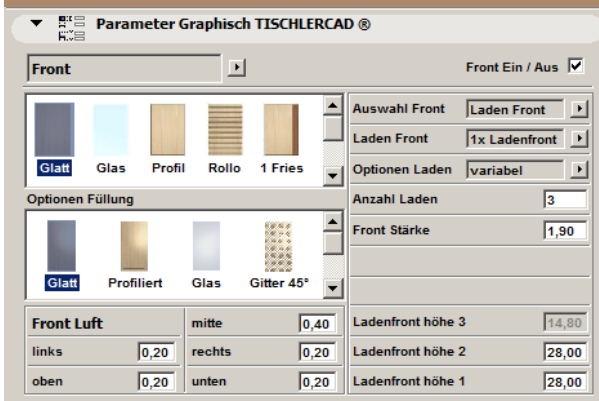 Parameter Graphisch TISCHLERCAD ®
Front
Front Ein / Aus
Glatt Glas Profil Rollo 1 Fries
Optionen Füllung
Glatt Profiliert Glas Gitter 45°
Auswahl Front Laden Front
Laden Front 1x Ladenfront
Optionen Laden variabel
Anzahl Laden 3
Front Stärke 1,90
Front Luft mitte 0,40
links 0,20 rechts 0,20
oben 0,20 unten 0,20
Ladenfront höhe 3 14,80
Ladenfront höhe 2 28,00
Ladenfront höhe 1 28,00